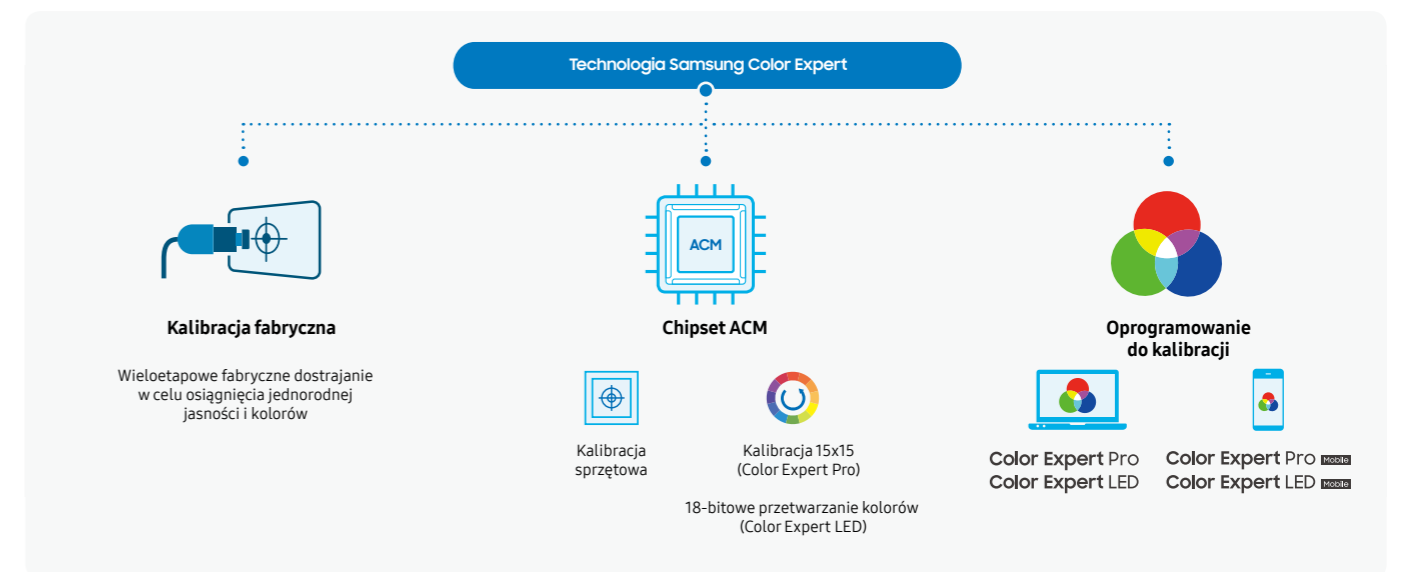 Technologia Samsung Color Expert
ACM
Kalibracja fabryczna
Wieloetapowe fabryczne dostrajanie
w celu osiągnięcia jednorodnej
jasności i kolorów
Chipset ACM
Kalibracja
sprzętowa
Kalibracja 15x15
(Color Expert Pro)
18-bitowe przetwarzanie kolorów
(Color Expert LED)
Oprogramowanie
do kalibracji
Color Expert Pro
Color Expert LED
Color Expert Pro Mobile
Color Expert LED Mobile